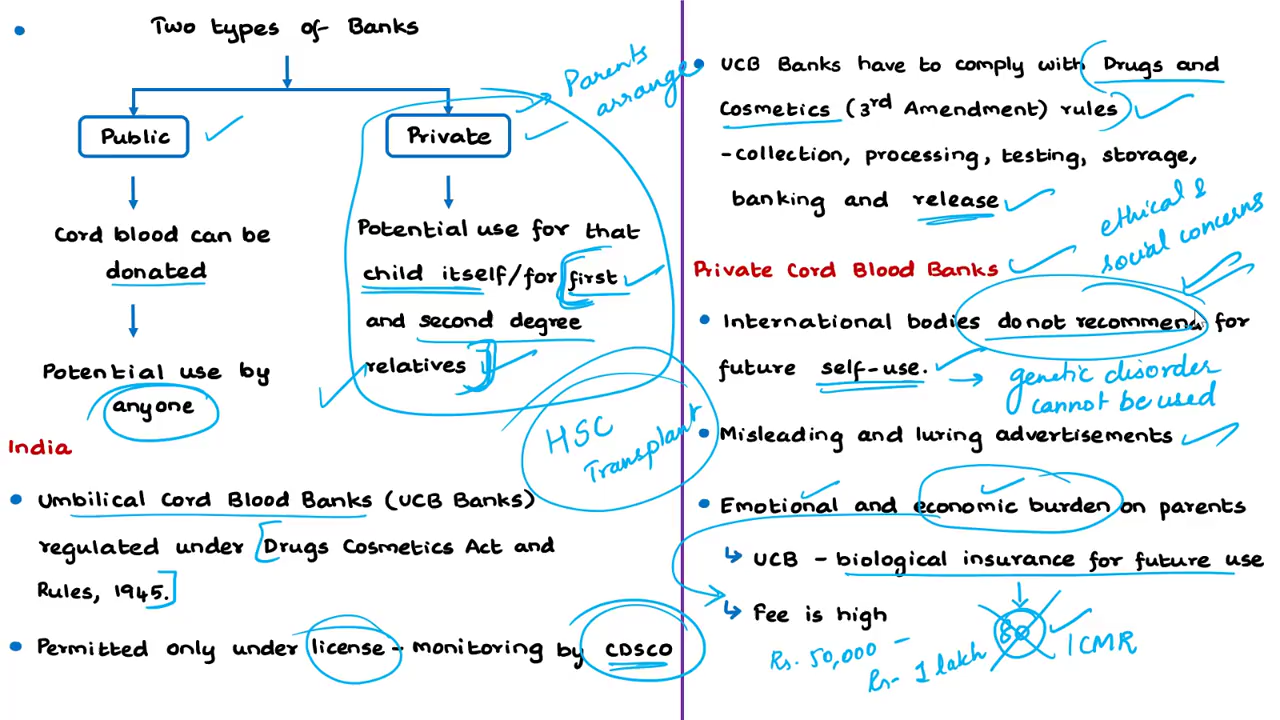 Two types of Banks
Public
Private
Parents
arrange
Cord blood can be
donated
Potential use by
anyone
Potential use for that
child itself/for first
and second degree
relatives
HSC
Transplant
India
Umbilical Cord Blood Banks (UCB Banks)
regulated under Drugs Cosmetics Act and
Rules, 1945.
Permitted only under license - monitoring by CDSCO
UCB Banks have to comply with Drugs and
Cosmetics (3rd Amendment) rules
-collection, processing, testing, storage,
banking and release
ethical &
social concerns
Private Cord Blood Banks
International bodies do not recommend for
future self-use.
→ genetic disorder
cannot be used
Misleading and luring advertisements
Emotional and economic burden on parents
↳ UCB - biological insurance for future use
↳ Fee is high
Rs. 50,000 -
Rs- 1 lakh
ICMR